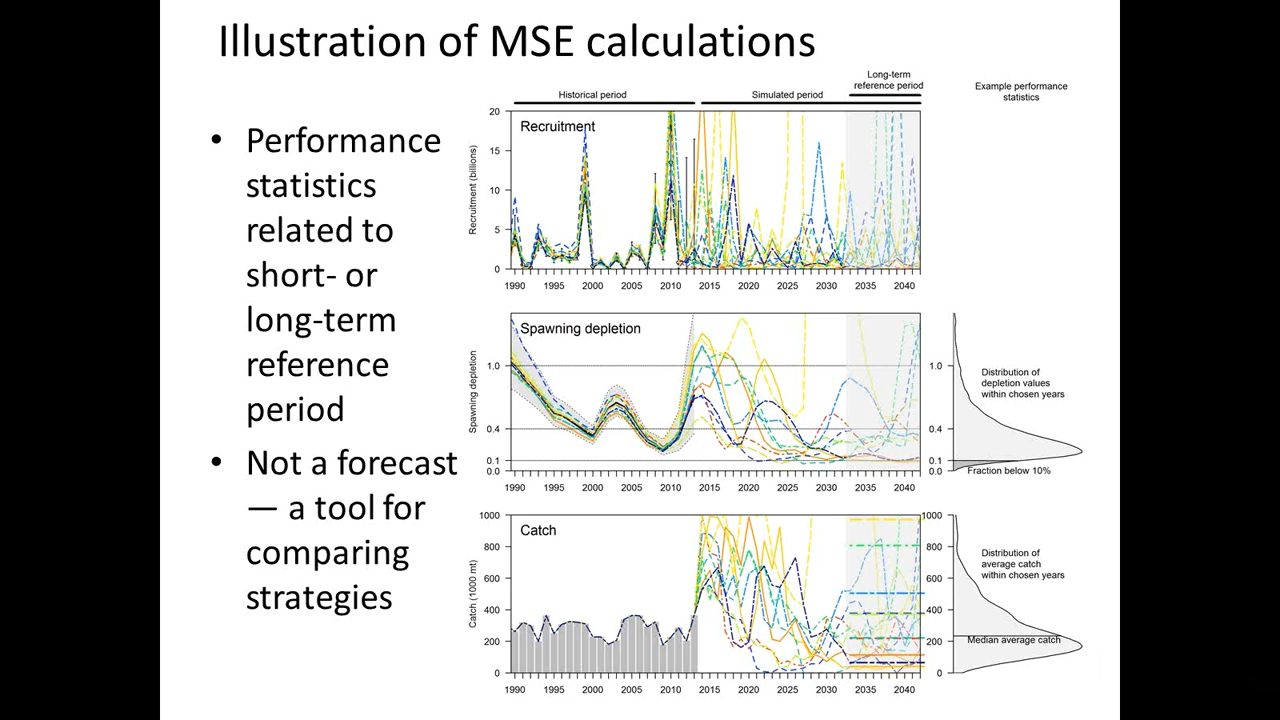 Illustration of MSE calculations
• Performance
statistics
related to
short- or
long-term
reference
period
• Not a forecast
— a tool for
comparing
strategies
Historical period
Simulated period
Long-term
reference period
Example performance
statistics
Recruitment
Recruitment (billions)
20
15
10
5
0
1990 1995 2000 2005 2010 2015 2020 2025 2030 2035 2040
Spawning depletion
Spawning depletion
1.0
0.4
0.1
0.0
1990 1995 2000 2005 2010 2015 2020 2025 2030 2035 2040
1.0
0.4
0.1
0.0
Distribution of
depletion values
within chosen years
Fraction below 10%
Catch
Catch (1000 mt)
1000
800
600
400
200
0
1990 1995 2000 2005 2010 2015 2020 2025 2030 2035 2040
1000
800
600
400
200
0
Distribution of
average catch
within chosen years
Median average catch